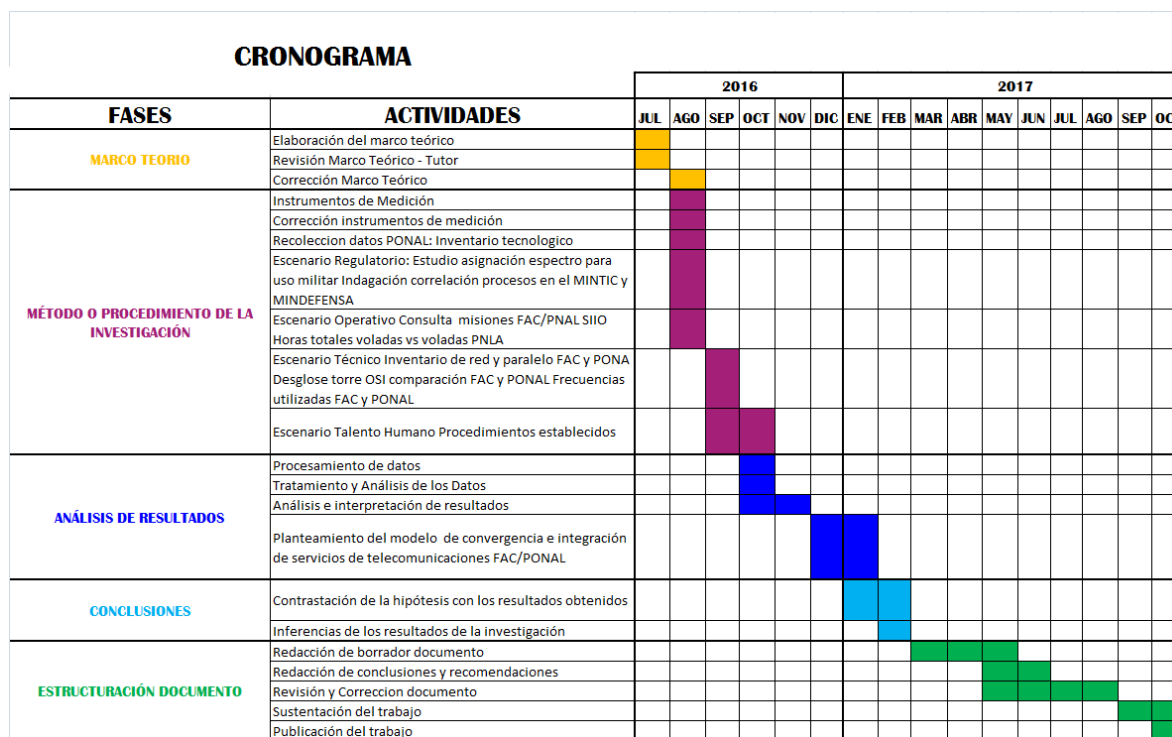 CRONOGRAMA
2016 2017
FASES ACTIVIDADES JUL AGO SEP OCT NOV DIC ENE FEB MAR ABR MAY JUN JUL AGO SEP OC
MARCO TEORIO
Elaboración del marco teórico
Revisión Marco Teórico - Tutor
Corrección Marco Teórico
MÉTODO O PROCEDIMIENTO DE LA
INVESTIGACIÓN
Instrumentos de Medición
Corrección instrumentos de medición
Recoleccion datos PONAL: Inventario tecnologico
Escenario Regulatorio: Estudio asignación espectro para
uso militar Indagación correlación procesos en el MINTIC y
MINDEFENSA
Escenario Operativo Consulta misiones FAC/PNAL SIIO
Horas totales voladas vs voladas PNLA
Escenario Técnico Inventario de red y paralelo FAC y PONA
Desglose torre OSI comparación FAC y PONAL Frecuencias
utilizadas FAC y PONAL
Escenario Talento Humano Procedimientos establecidos
ANÁLISIS DE RESULTADOS
Procesamiento de datos
Tratamiento y Análisis de los Datos
Análisis e interpretación de resultados
Planteamiento del modelo de convergencia e integración
de servicios de telecomunicaciones FAC/PONAL
CONCLUSIONES
Contrastación de la hipótesis con los resultados obtenidos
Inferencias de los resultados de la investigación
ESTRUCTURACIÓN DOCUMENTO
Redacción de borrador documento
Redacción de conclusiones y recomendaciones
Revisión y Correccion documento
Sustentación del trabajo
Publicación del trabajo